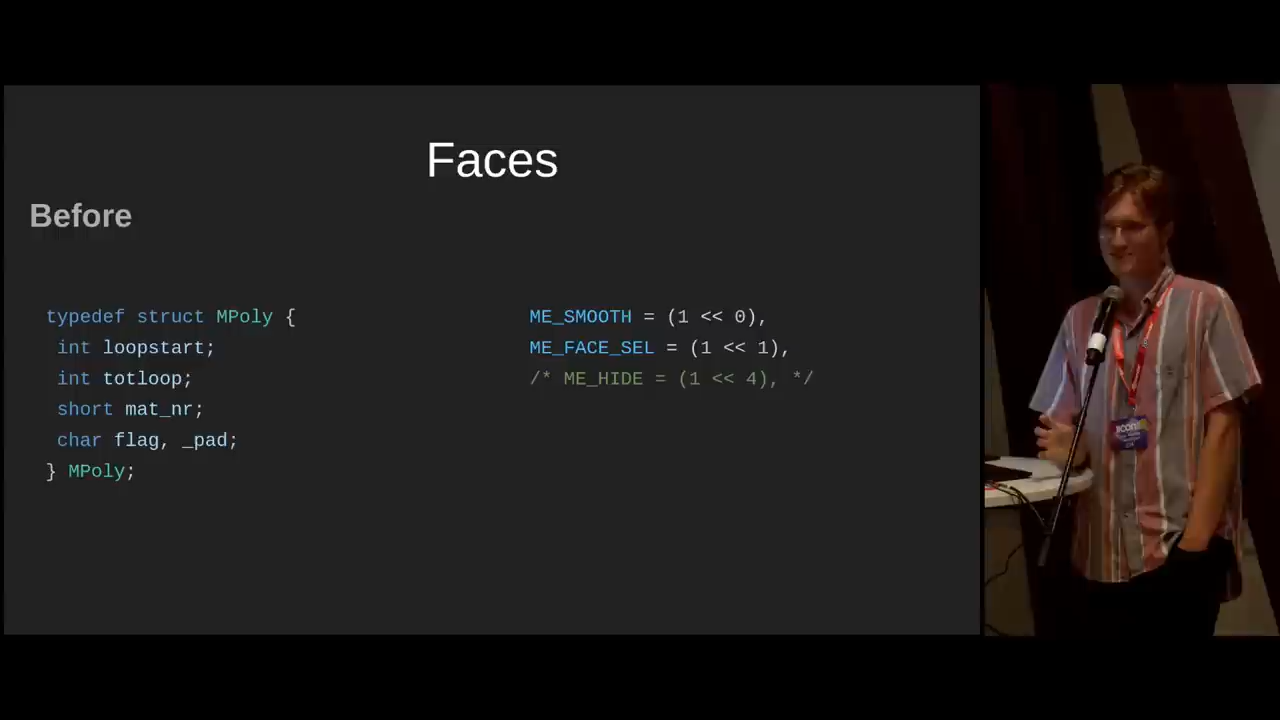 Faces
Before
typedef struct MPoly {
int loopstart;
int totloop;
short mat_nr;
char flag, _pad;
} MPoly;
ME_SMOOTH = (1 << 0),
ME_FACE_SEL = (1 << 1),
/* ME_HIDE = (1 << 4), */